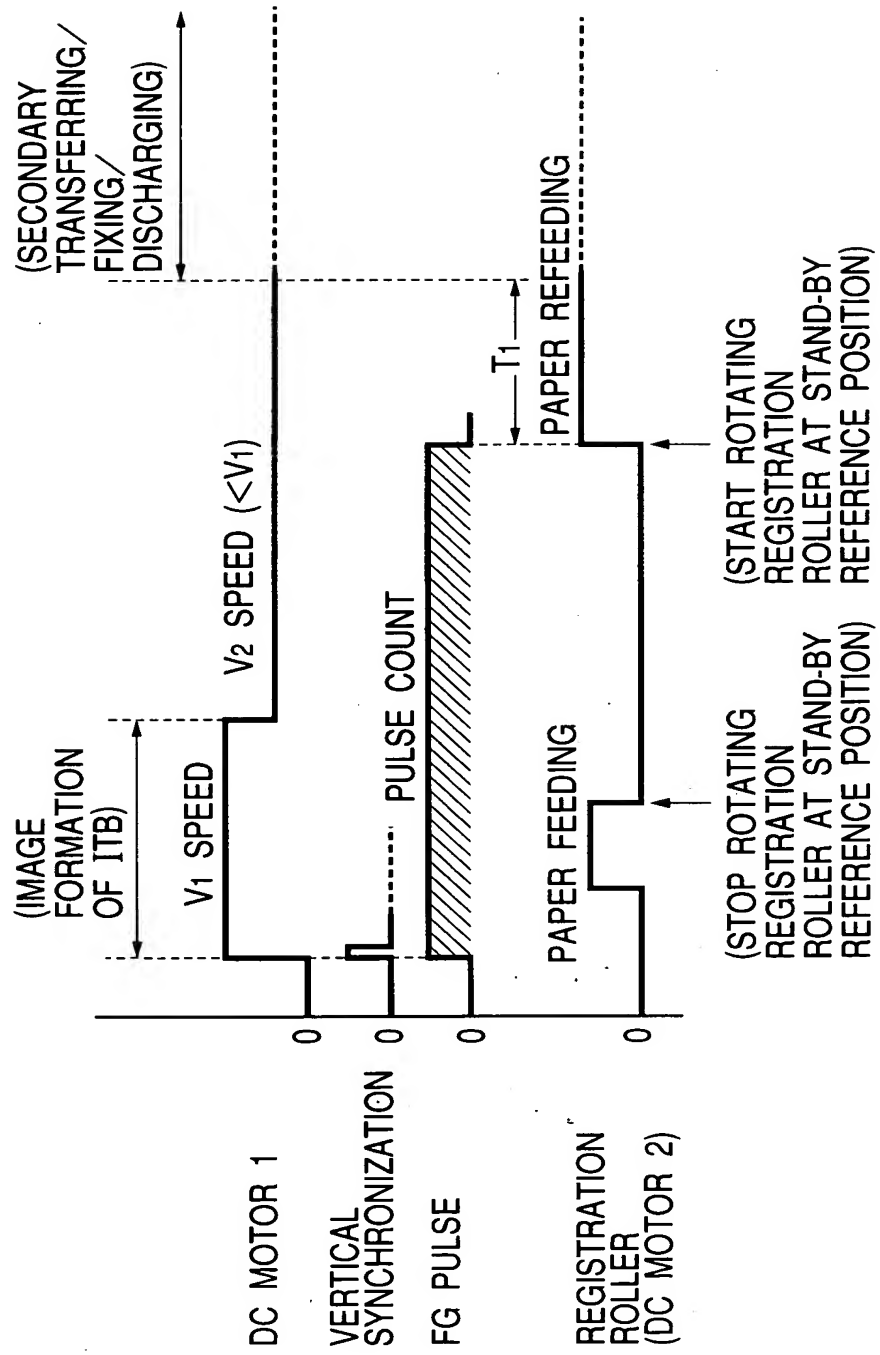 (IMAGE
FORMATION
OF ITB)
(SECONDARY
TRANSFERRING/
FIXING/
DISCHARGING)
DC MOTOR 1
0
V1 SPEED
V2 SPEED (<V1)
VERTICAL
SYNCHRONIZATION
0
FG PULSE
0
PULSE COUNT
T1
REGISTRATION
ROLLER
(DC MOTOR 2)
0
PAPER FEEDING
PAPER REFEEDING
(STOP ROTATING
REGISTRATION
ROLLER AT STAND-BY
REFERENCE POSITION)
(START ROTATING
REGISTRATION
ROLLER AT STAND-BY
REFERENCE POSITION)